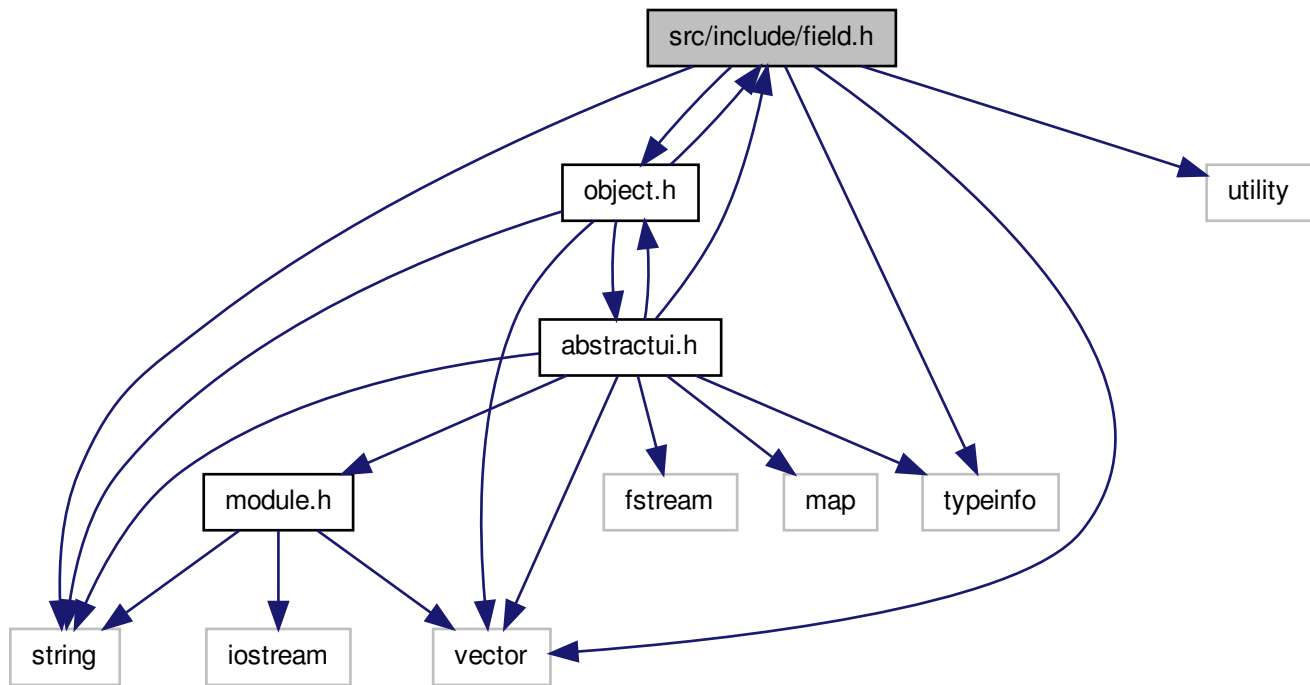 src/include/field.h
object.h
utility
abstractui.h
module.h
fstream
map
typeinfo
string
iostream
vector